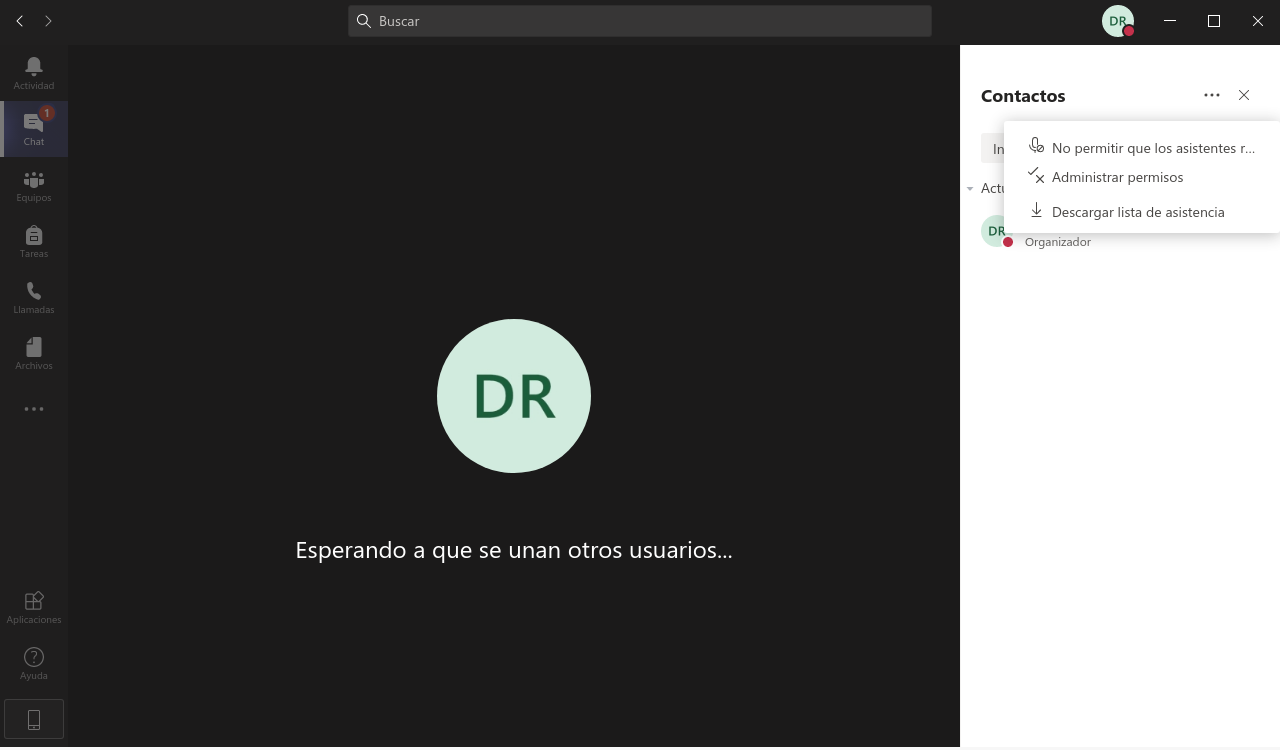 Buscar
DR
Actividad
1
Chat
Equipos
Tareas
Llamadas
Archivos
Aplicaciones
Ayuda
DR
Esperando a que se unan otros usuarios...
Contactos
In
No permitir que los asistentes r...
Administrar permisos
Descargar lista de asistencia
Actu
DR
Organizador